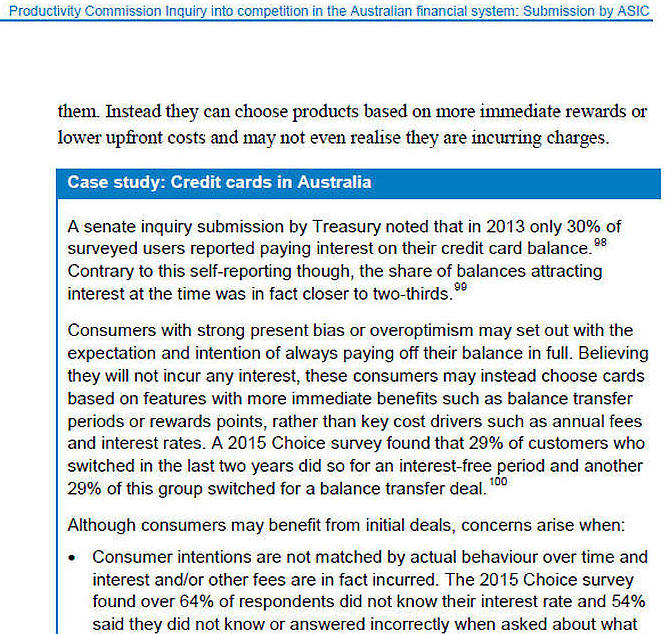 Productivity Commission Inquiry into competition in the Australian financial system: Submission by ASIC
them. Instead they can choose products based on more immediate rewards or
lower upfront costs and may not even realise they are incurring charges.
Case study: Credit cards in Australia
A senate inquiry submission by Treasury noted that in 2013 only 30% of
surveyed users reported paying interest on their credit card balance.98
Contrary to this self-reporting though, the share of balances attracting
interest at the time was in fact closer to two-thirds.99
Consumers with strong present bias or overoptimism may set out with the
expectation and intention of always paying off their balance in full. Believing
they will not incur any interest, these consumers may instead choose cards
based on features with more immediate benefits such as balance transfer
periods or rewards points, rather than key cost drivers such as annual fees
and interest rates. A 2015 Choice survey found that 29% of customers who
switched in the last two years did so for an interest-free period and another
29% of this group switched for a balance transfer deal.100
Although consumers may benefit from initial deals, concerns arise when:
• Consumer intentions are not matched by actual behaviour over time and
interest and/or other fees are in fact incurred. The 2015 Choice survey
found over 64% of respondents did not know their interest rate and 54%
said they did not know or answered incorrectly when asked about what